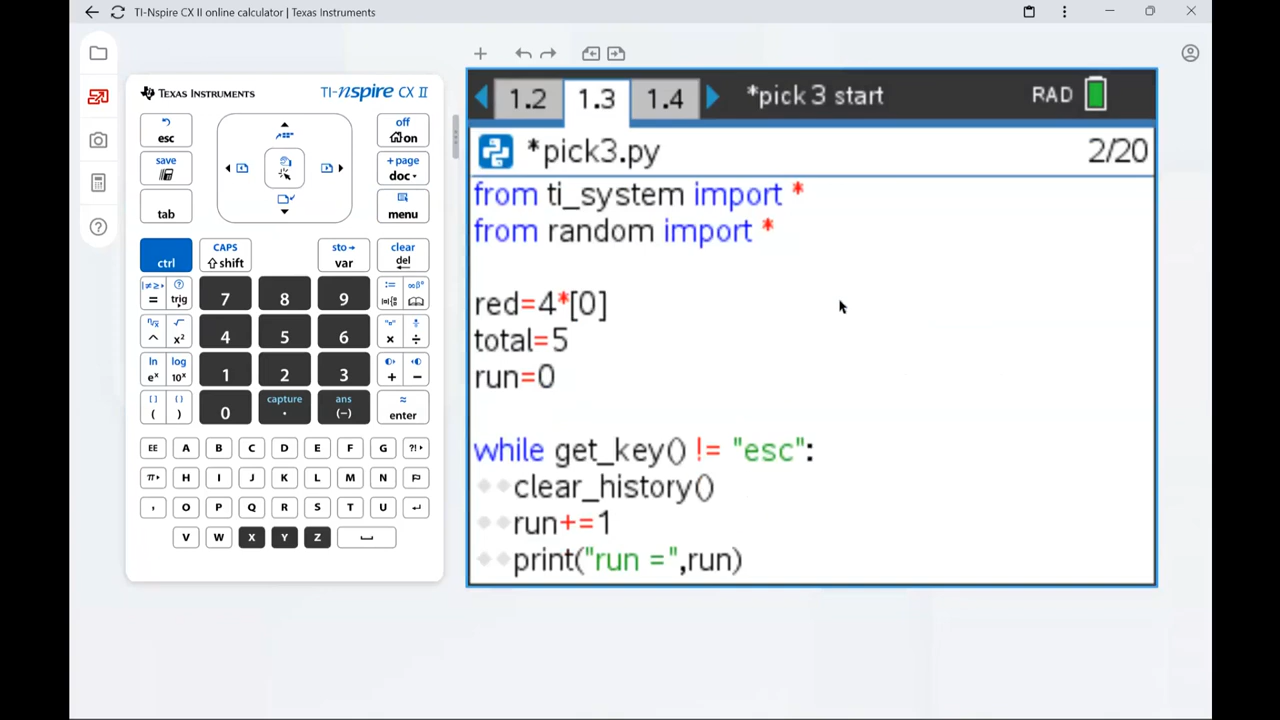 TI-Nspire CX II online calculator | Texas Instruments
TEXAS INSTRUMENTS
TI-nspire CX II
esc
save
tab
off
on
+ page
doc
menu
ctrl
CAPS
shift
sto→
var
clear
del
= trig
7 8 9
^ x²
4 5 6
× ÷
ln log
eˣ 10ˣ
1 2 3
+ −
( )
capture
ans
0 . (−)
enter
EE A B C D E F G ?!
π H I J K L M N
, O P Q R S T U
V W X Y Z
1.2 1.3 1.4 *pick 3 start RAD
*pick3.py 2/20
from ti_system import *
from random import *
red=4*[0]
total=5
run=0
while get_key() != "esc":
clear_history()
run+=1
print("run =",run)